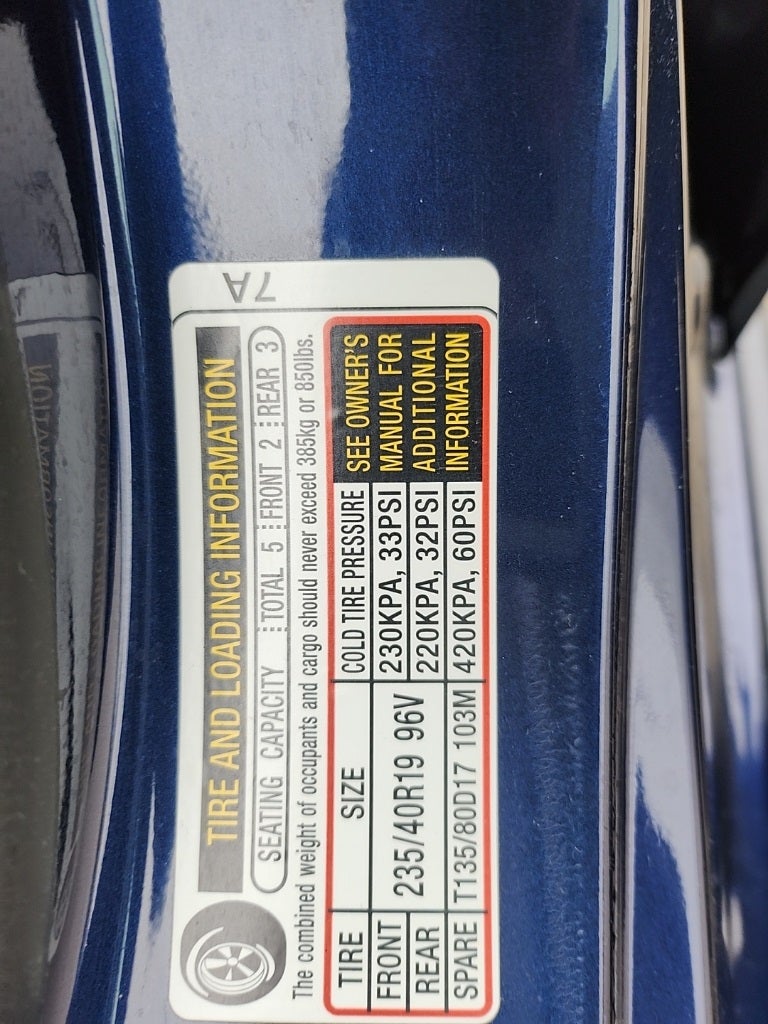 7A
TIRE AND LOADING INFORMATION
SEATING CAPACITY TOTAL 5 FRONT 2 REAR 3
The combined weight of occupants and cargo should never exceed 385kg or 850lbs.
TIRE SIZE COLD TIRE PRESSURE
FRONT 235/40R19 96V 230KPA, 33PSI
REAR 220KPA, 32PSI
SPARE T135/80D17 103M 420KPA, 60PSI
SEE OWNER'S
MANUAL FOR
ADDITIONAL
INFORMATION